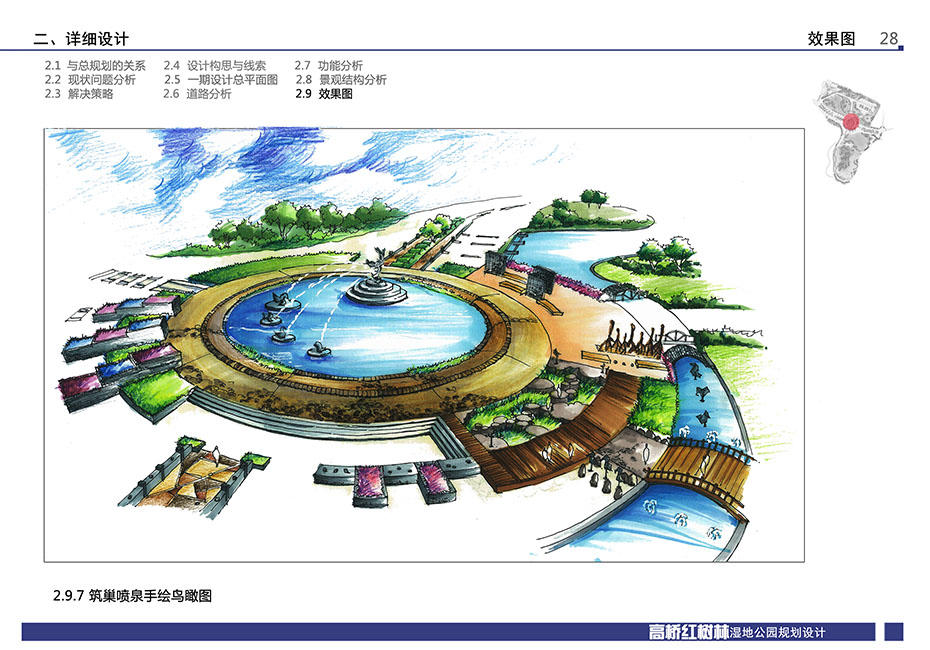 二、详细设计
效果图 28
2.1 与总规划的关系 2.4 设计构思与线索 2.7 功能分析
2.2 现状问题分析 2.5 一期设计总平面图 2.8 景观结构分析
2.3 解决策略 2.6 道路分析 2.9 效果图
2.9.7 筑巢喷泉手绘鸟瞰图
高桥红树林湿地公园规划设计